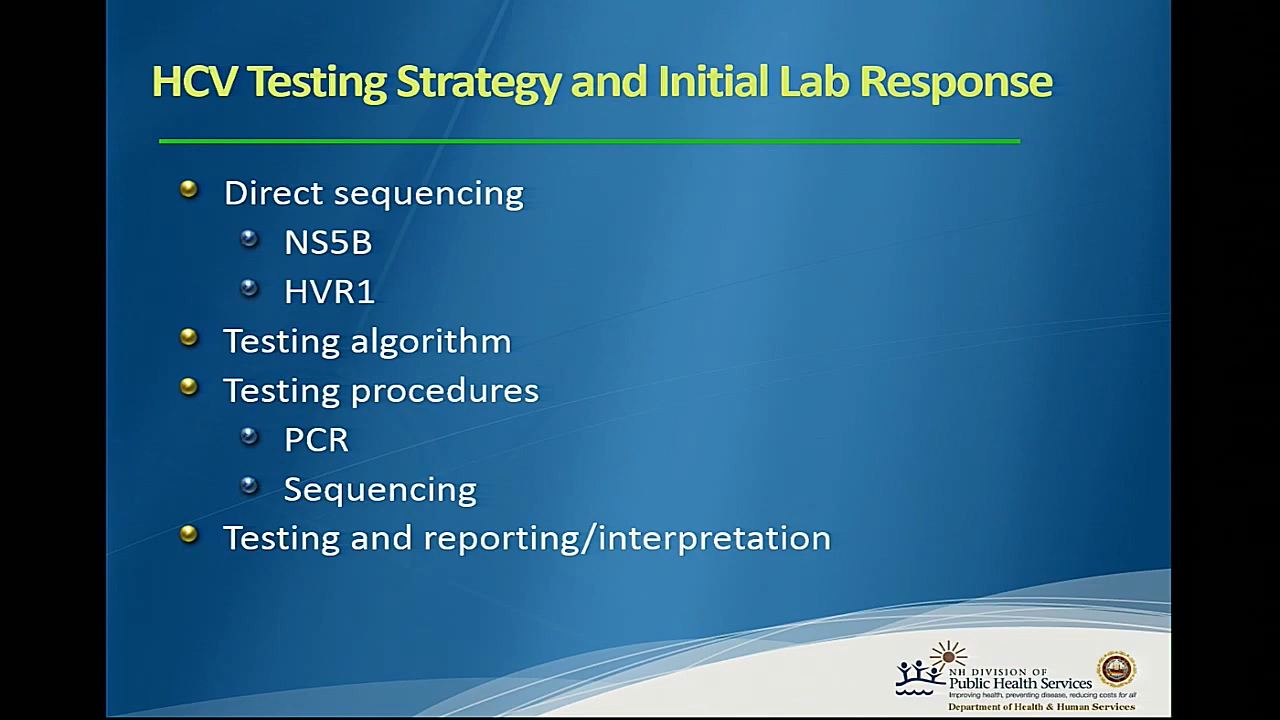 HCV Testing Strategy and Initial Lab Response
Direct sequencing
NS5B
HVR1
Testing algorithm
Testing procedures
PCR
Sequencing
Testing and reporting/interpretation
NH DIVISION OF
Public Health Services
Improving health, preventing disease, reducing costs for all
Department of Health & Human Services